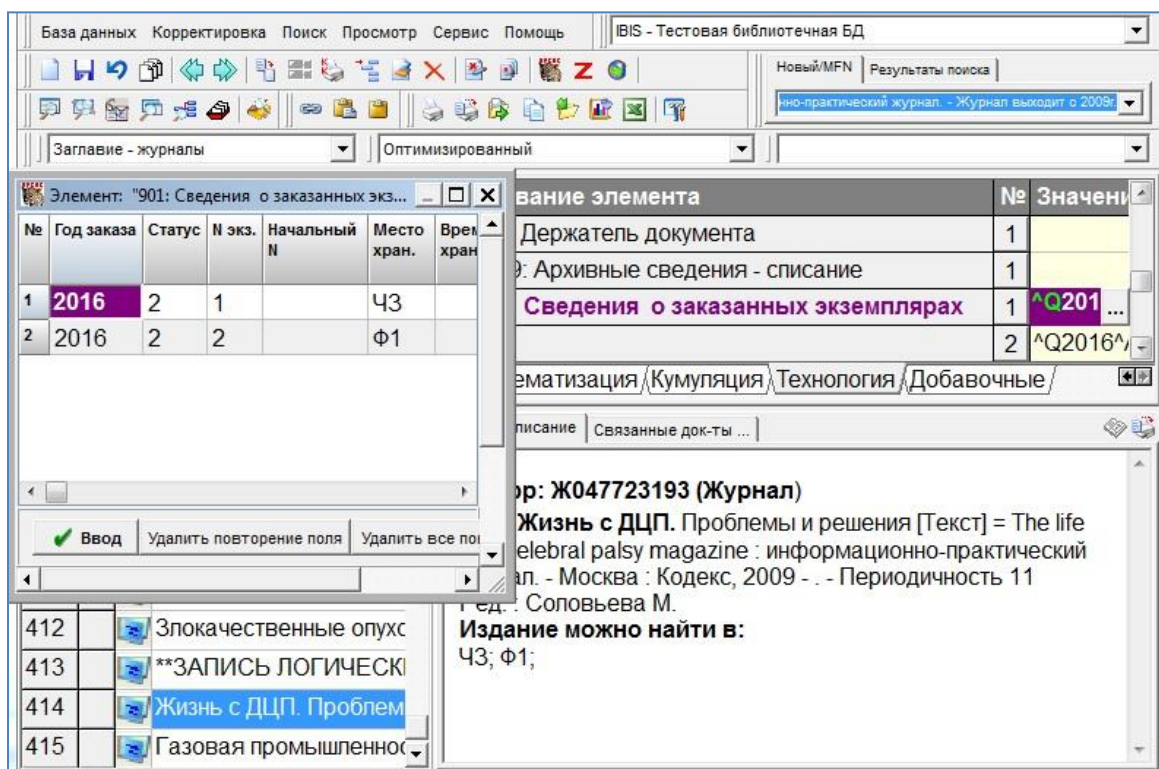 База данных Корректировка Поиск Просмотр Сервис Помощь
IBIS - Тестовая библиотечная БД
Новый/MFN Результаты поиска
нно-практический журнал. - Журнал выходит с 2009г.
Заглавие - журналы
Оптимизированный
Элемент: "901: Сведения о заказанных экз...
№ Год заказа Статус N экз. Начальный N Место хран. Врем хран
1 2016 2 1 ЧЗ
2 2016 2 2 Ф1
Ввод Удалить повторение поля Удалить все по
вание элемента № Значени
Держатель документа 1
9: Архивные сведения - списание 1
Сведения о заказанных экземплярах 1 ^Q201 ...
2 ^Q2016^
ематизация Кумуляция Технология Добавочные
писание Связанные док-ты ...
р: Ж047723193 (Журнал)
Жизнь с ДЦП. Проблемы и решения [Текст] = The life
elebral palsy magazine : информационно-практический
ал. - Москва : Кодекс, 2009 - . - Периодичность 11
Ред. : Соловьева М.
Издание можно найти в:
ЧЗ; Ф1;
412 Злокачественные опухо
413 **ЗАПИСЬ ЛОГИЧЕСКИ
414 Жизнь с ДЦП. Проблем
415 Газовая промышленнос